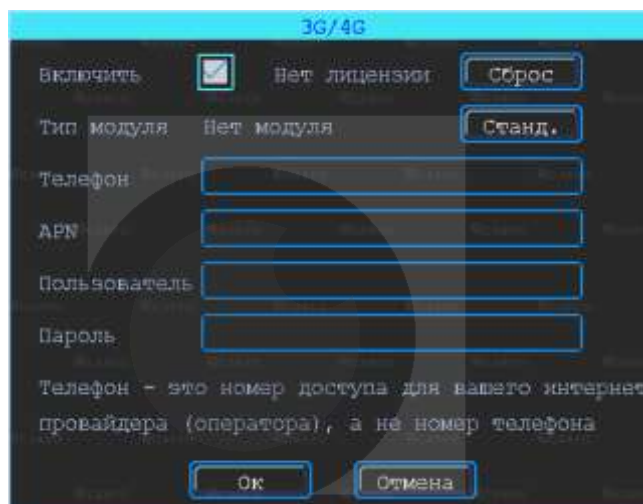 3G/4G
Включить Нет лицензии Сброс
Тип модуля Нет модуля Станд.
Телефон
APN
Пользователь
Пароль
Телефон - это номер доступа для вашего интернет
провайдера (оператора), а не номер телефона
Ок Отмена